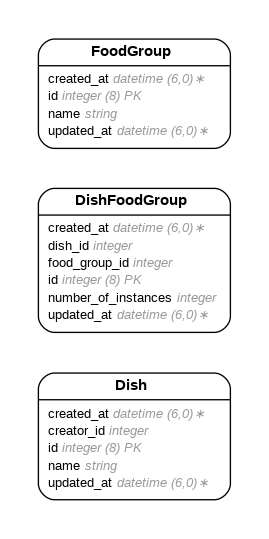 FoodGroup
created_at datetime (6,0)∗
id integer (8) PK
name string
updated_at datetime (6,0)∗
DishFoodGroup
created_at datetime (6,0)∗
dish_id integer
food_group_id integer
id integer (8) PK
number_of_instances integer
updated_at datetime (6,0)∗
Dish
created_at datetime (6,0)∗
creator_id integer
id integer (8) PK
name string
updated_at datetime (6,0)∗